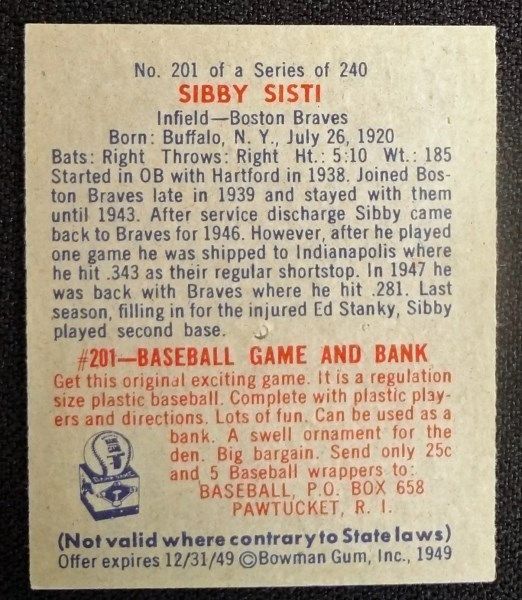 No. 201 of a Series of 240
SIBBY SISTI
Infield—Boston Braves
Born: Buffalo, N. Y., July 26, 1920
Bats: Right Throws: Right Ht.: 5:10 Wt.: 185
Started in OB with Hartford in 1938. Joined Bos-
ton Braves late in 1939 and stayed with them
until 1943. After service discharge Sibby came
back to Braves for 1946. However, after he played
one game he was shipped to Indianapolis where
he hit .343 as their regular shortstop. In 1947 he
was back with Braves where he hit .281. Last
season, filling in for the injured Ed Stanky, Sibby
played second base.
#201—BASEBALL GAME AND BANK
Get this original exciting game. It is a regulation
size plastic baseball. Complete with plastic play-
ers and directions. Lots of fun. Can be used as a
bank. A swell ornament for the
den. Big bargain. Send only 25c
and 5 Baseball wrappers to:
BASEBALL, P.O. BOX 658
PAWTUCKET, R. I.
(Not valid where contrary to State laws)
Offer expires 12/31/49 ©Bowman Gum, Inc., 1949